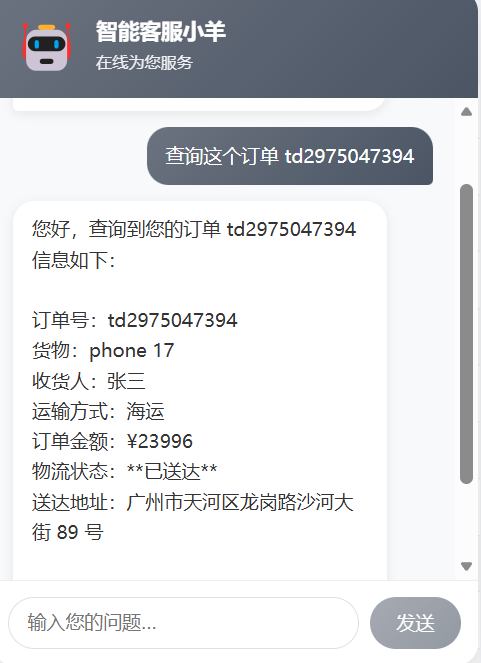 智能客服小羊
在线为您服务
查询这个订单 td2975047394
您好，查询到您的订单 td2975047394
信息如下：
订单号：td2975047394
货物：phone 17
收货人：张三
运输方式：海运
订单金额：¥23996
物流状态：**已送达**
送达地址：广州市天河区龙岗路沙河大
街 89 号
输入您的问题...
发送